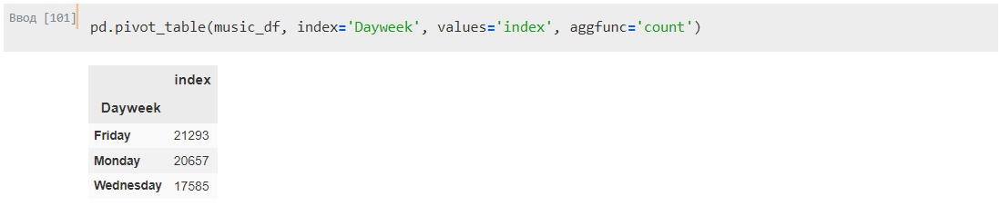 Ввод [101]
pd.pivot_table(music_df, index='Dayweek', values='index', aggfunc='count')
index
Dayweek
Friday 21293
Monday 20657
Wednesday 17585